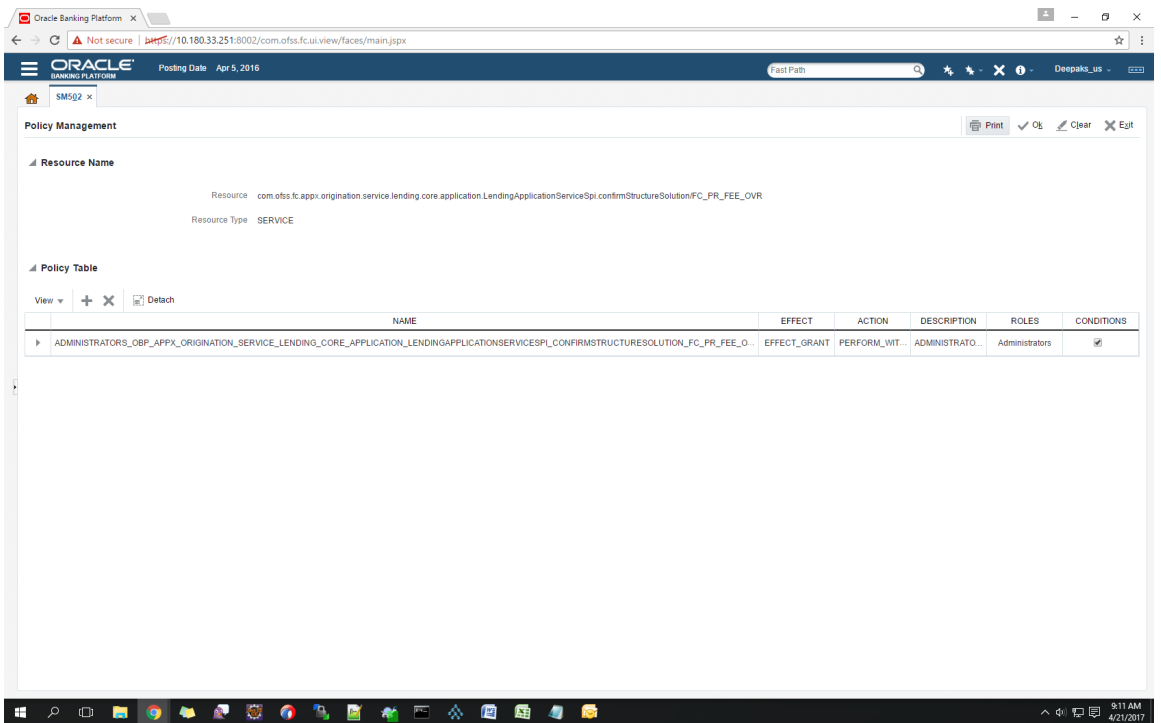 Oracle Banking Platform
Not secure | https://10.180.33.251:8002/com.ofss.fc.ui.view/faces/main.jspx
ORACLE
BANKING PLATFORM
Posting Date Apr 5, 2016
Fast Path
Deepaks_us
SM502
Policy Management
Print
Ok
Clear
Exit
Resource Name
Resource com.ofss.fc.appx.origination.service.lending.core.application.LendingApplicationServiceSpi.confirmStructureSolution/FC_PR_FEE_OVR
Resource Type SERVICE
Policy Table
View
Detach
NAME EFFECT ACTION DESCRIPTION ROLES CONDITIONS
ADMINISTRATORS_OBP_APPX_ORIGINATION_SERVICE_LENDING_CORE_APPLICATION_LENDINGAPPLICATIONSERVICESPI_CONFIRMSTRUCTURESOLUTION_FC_PR_FEE_O... EFFECT_GRANT PERFORM_WIT... ADMINISTRATO... Administrators
9:11 AM
4/21/2017